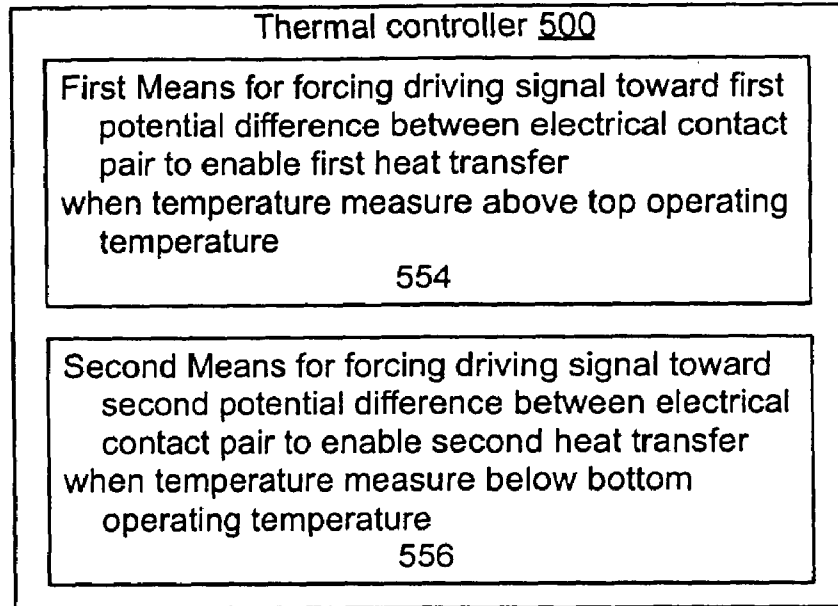 Thermal controller 500
First Means for forcing driving signal toward first
potential difference between electrical contact
pair to enable first heat transfer
when temperature measure above top operating
temperature
554
Second Means for forcing driving signal toward
second potential difference between electrical
contact pair to enable second heat transfer
when temperature measure below bottom
operating temperature
556